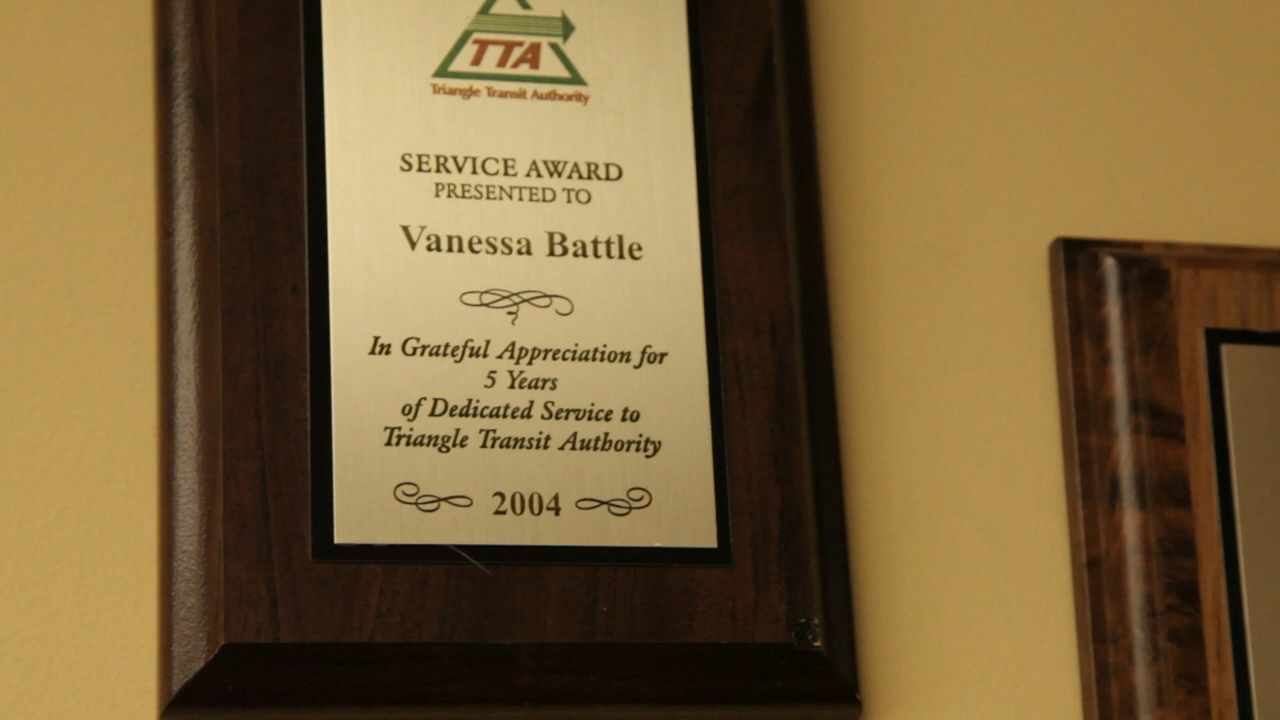 TTA
Triangle Transit Authority
SERVICE AWARD
PRESENTED TO
Vanessa Battle
In Grateful Appreciation for
5 Years
of Dedicated Service to
Triangle Transit Authority
2004